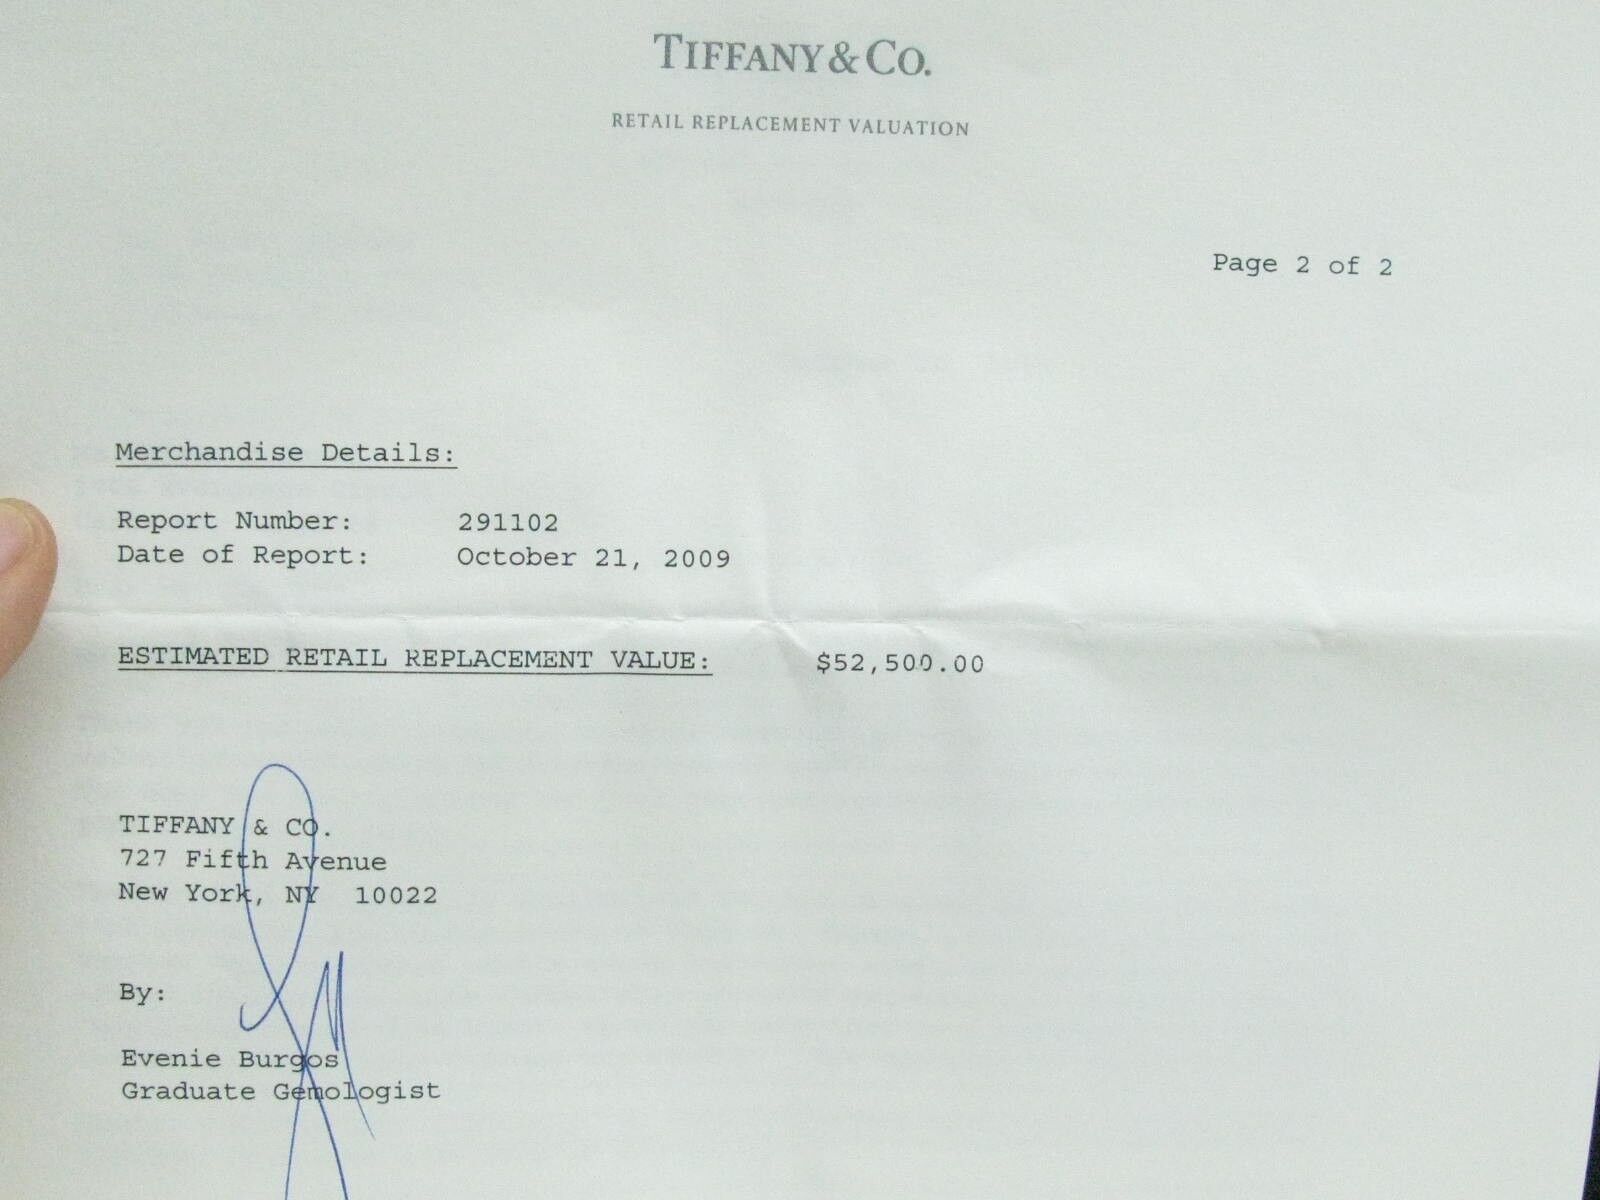 TIFFANY & CO.
RETAIL REPLACEMENT VALUATION
Page 2 of 2
Merchandise Details:
Report Number: 291102
Date of Report: October 21, 2009
ESTIMATED RETAIL REPLACEMENT VALUE: $52,500.00
TIFFANY & CO.
727 Fifth Avenue
New York, NY 10022
By:
Evenie Burgos
Graduate Gemologist